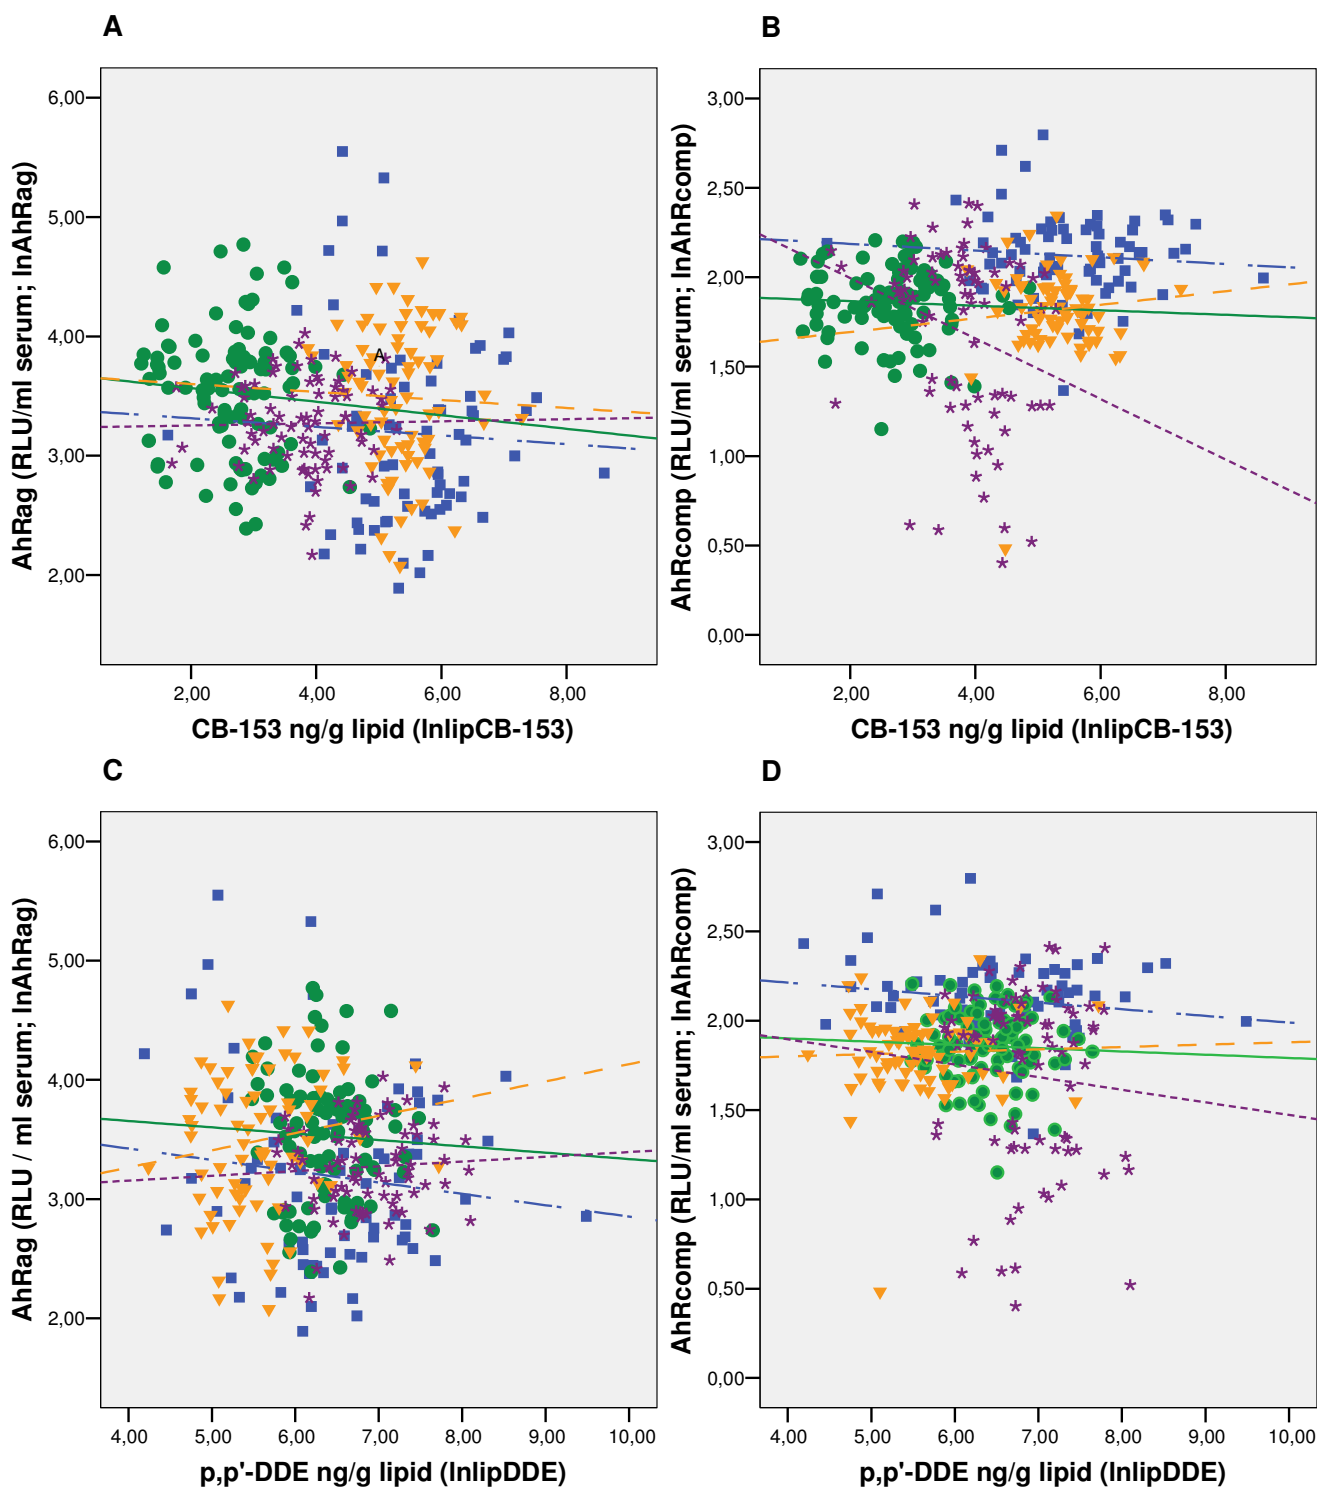 A
AhRag (RLU/ml serum; lnAhRag)
6,00
5,00
4,00
3,00
2,00
A
2,00 4,00 6,00 8,00
CB-153 ng/g lipid (lnlipCB-153)
B
AhRcomp (RLU/ml serum; lnAhRcomp)
3,00
2,50
2,00
1,50
1,00
0,50
0,00
2,00 4,00 6,00 8,00
CB-153 ng/g lipid (lnlipCB-153)
C
AhRag (RLU / ml serum; lnAhRag)
6,00
5,00
4,00
3,00
2,00
4,00 5,00 6,00 7,00 8,00 9,00 10,00
p,p'-DDE ng/g lipid (lnlipDDE)
D
AhRcomp (RLU/ml serum; lnAhRcomp)
3,00
2,50
2,00
1,50
1,00
0,50
0,00
4,00 5,00 6,00 7,00 8,00 9,00 10,00
p,p'-DDE ng/g lipid (lnlipDDE)